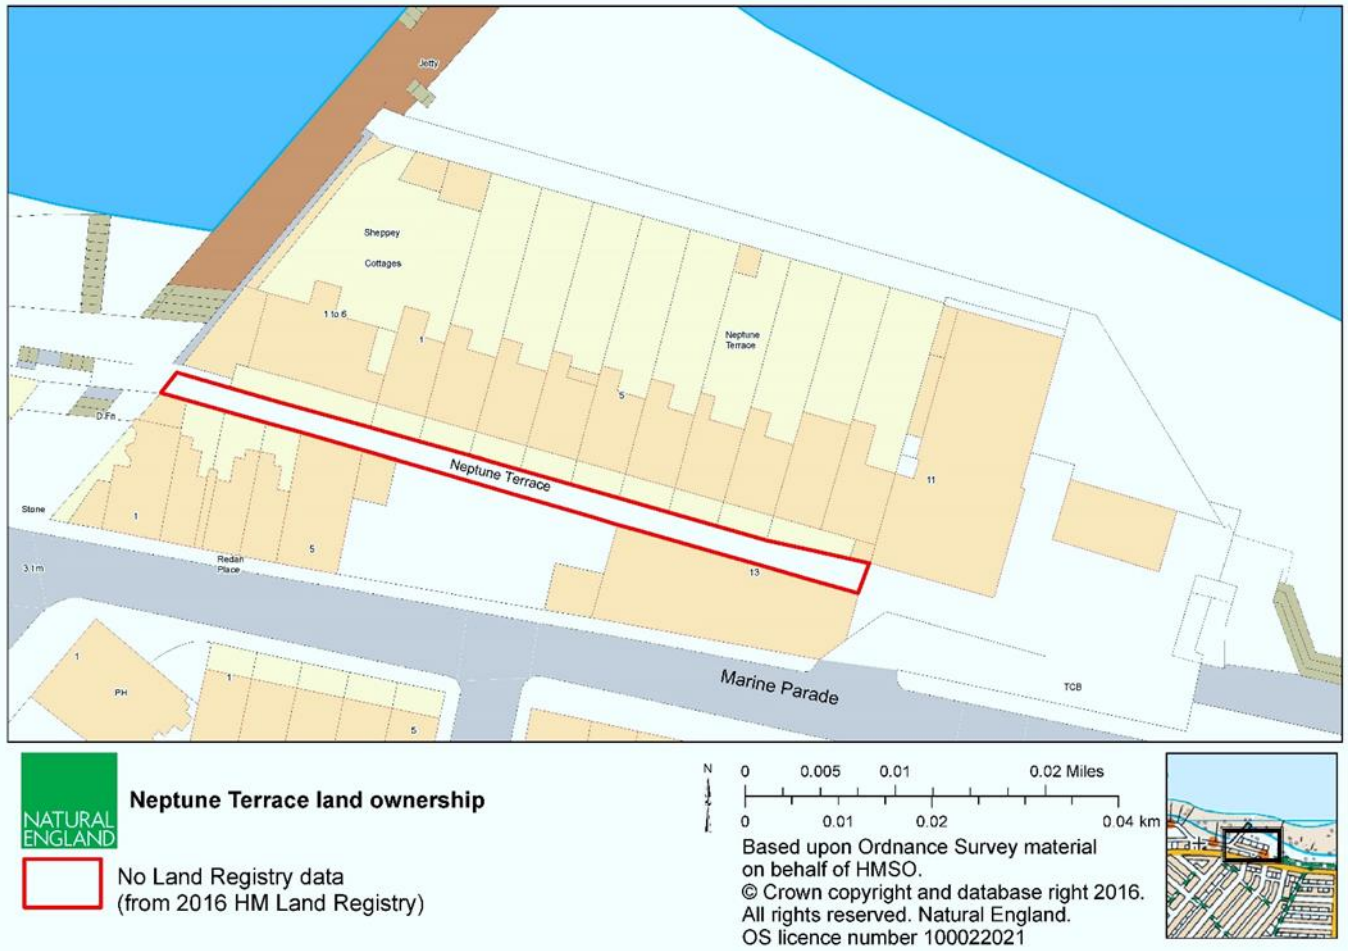 Jetty
Sheppey
Cottages
1 to 6
1
Neptune
Terrace
5
D Fn
Neptune Terrace
11
Stone
1
5
Redan
Place
13
3.1m
Marine Parade
1
PH
1
5
TCB
NATURAL
ENGLAND
Neptune Terrace land ownership
No Land Registry data
(from 2016 HM Land Registry)
N
0 0.005 0.01 0.02 Miles
0 0.01 0.02 0.04 km
Based upon Ordnance Survey material
on behalf of HMSO.
© Crown copyright and database right 2016.
All rights reserved. Natural England.
OS licence number 100022021